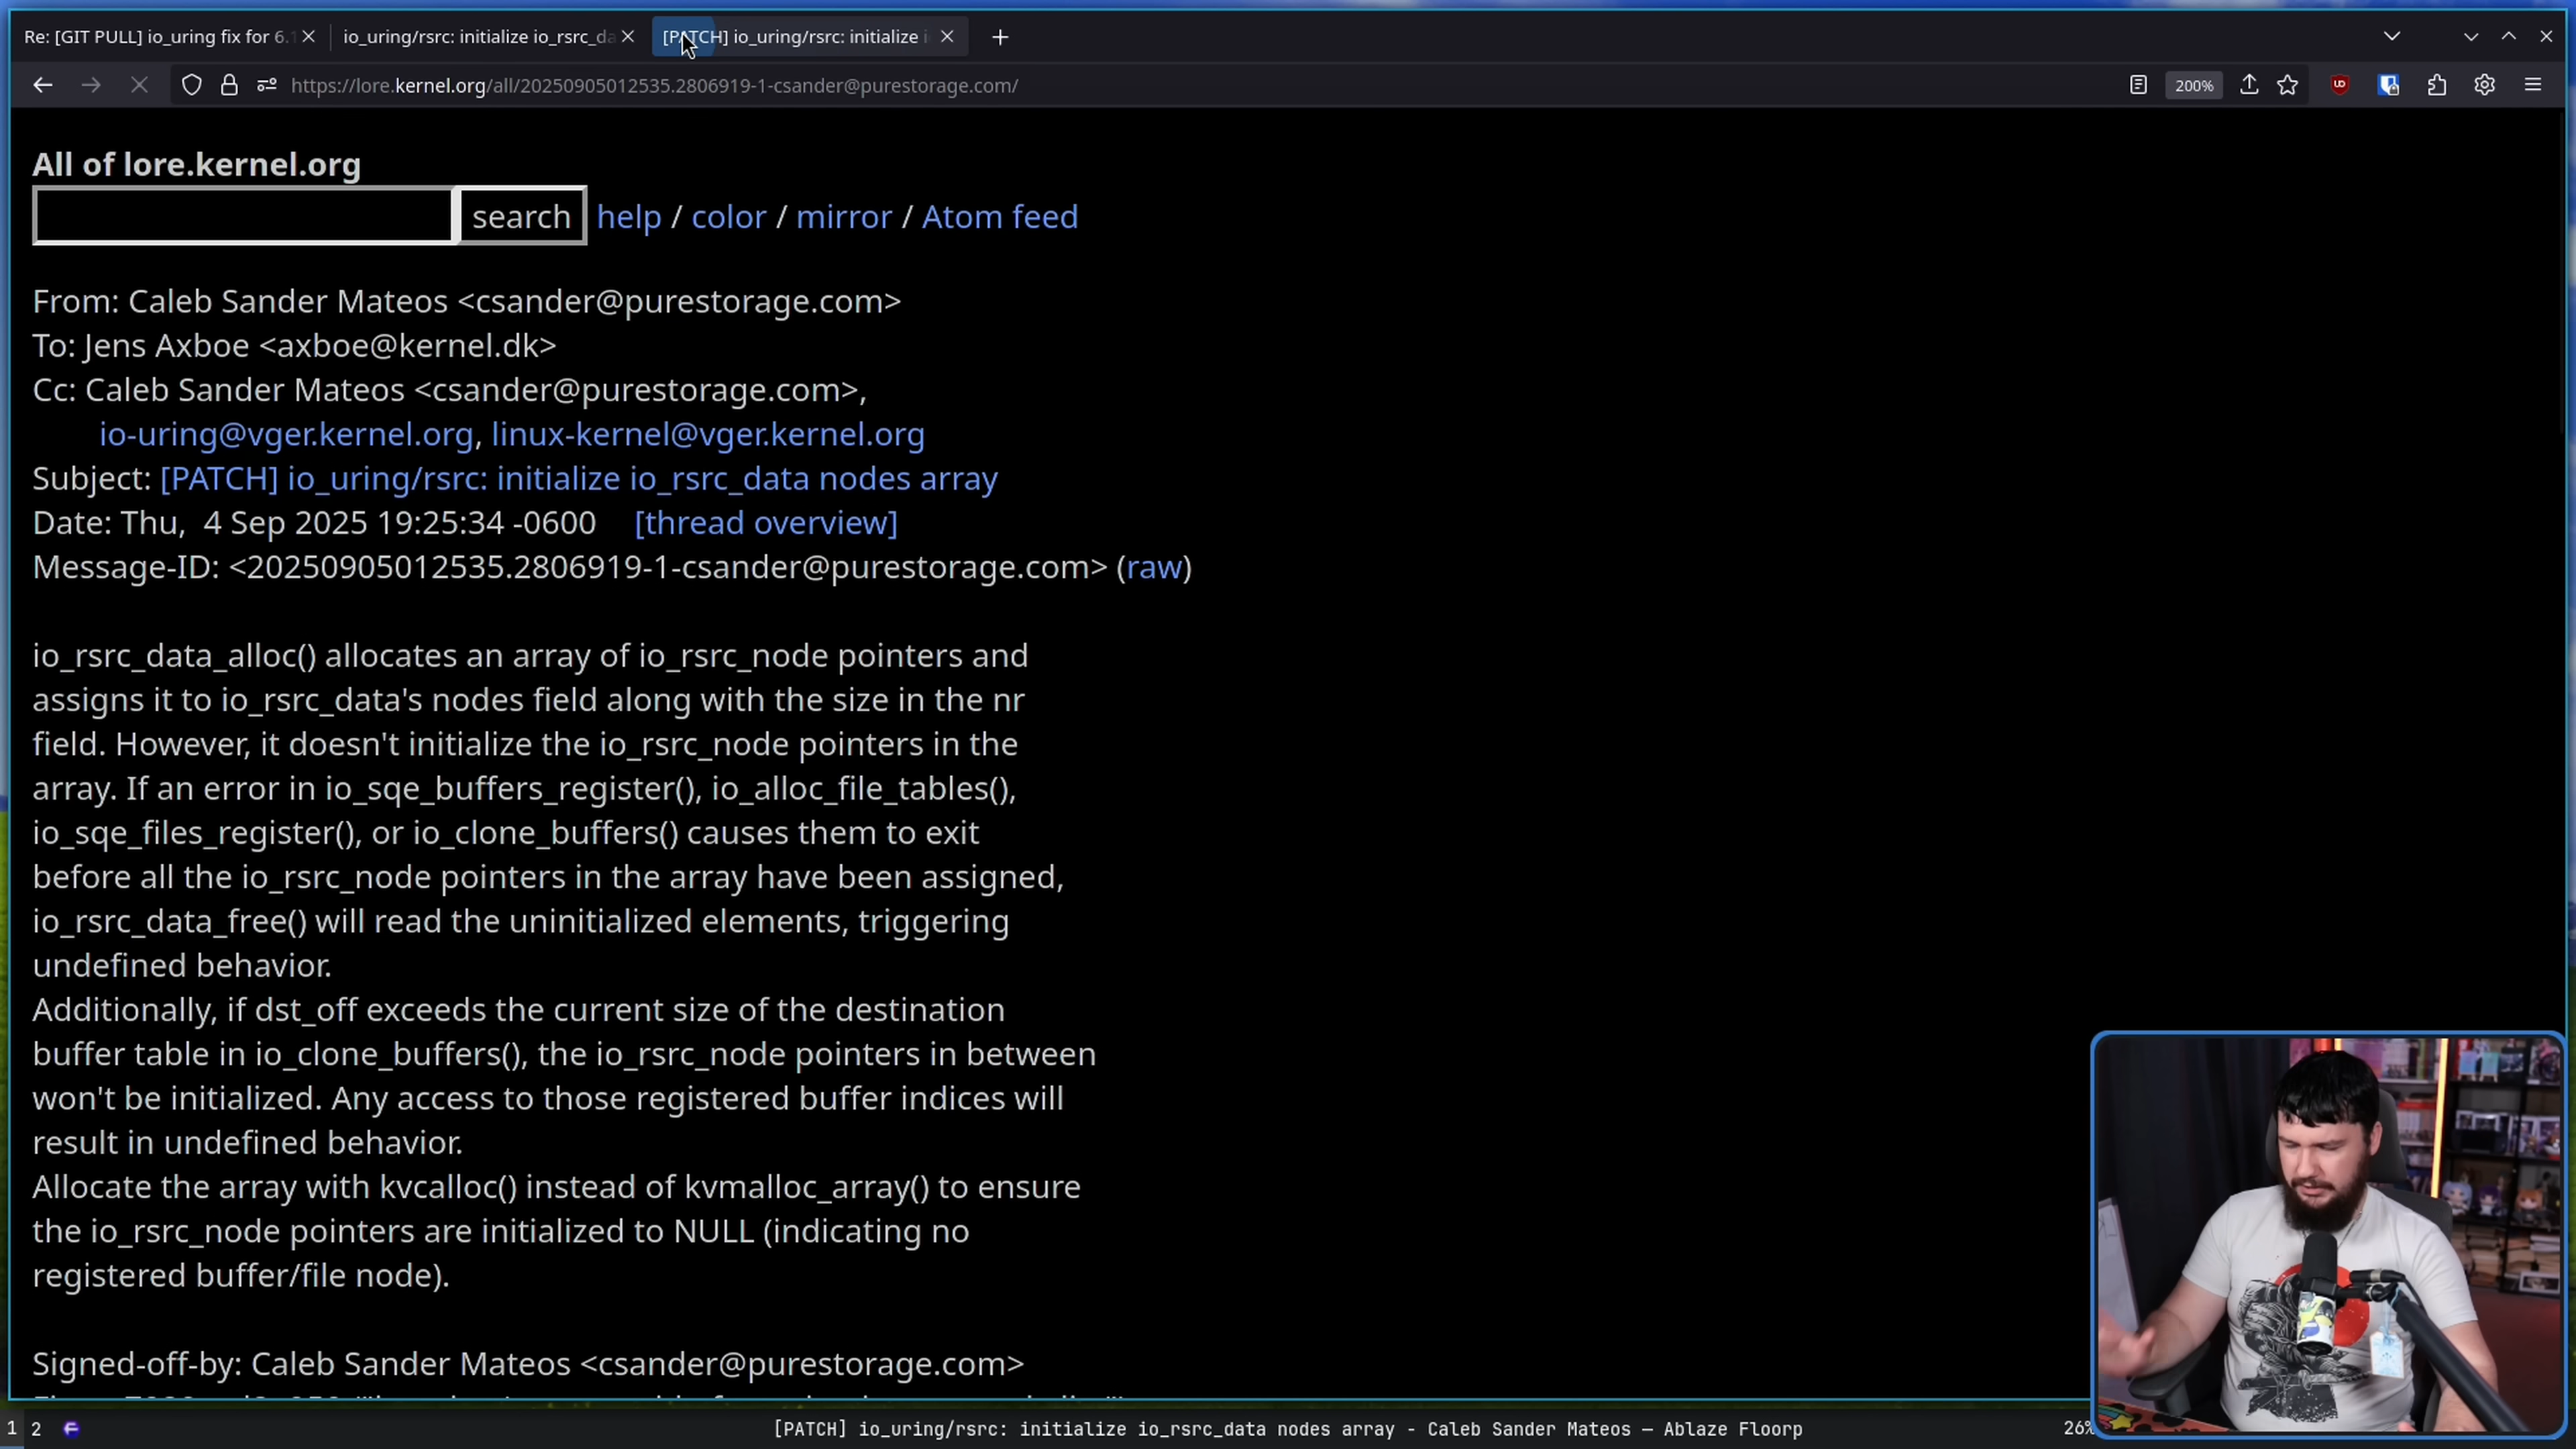 Re: [GIT PULL] io_uring fix for 6.1
io_uring/rsrc: initialize io_rsrc_da
[PATCH] io_uring/rsrc: initialize i
https://lore.kernel.org/all/20250905012535.2806919-1-csander@purestorage.com/
200%
All of lore.kernel.org
search help / color / mirror / Atom feed
From: Caleb Sander Mateos <csander@purestorage.com>
To: Jens Axboe <axboe@kernel.dk>
Cc: Caleb Sander Mateos <csander@purestorage.com>,
io-uring@vger.kernel.org, linux-kernel@vger.kernel.org
Subject: [PATCH] io_uring/rsrc: initialize io_rsrc_data nodes array
Date: Thu,  4 Sep 2025 19:25:34 -0600 [thread overview]
Message-ID: <20250905012535.2806919-1-csander@purestorage.com> (raw)
io_rsrc_data_alloc() allocates an array of io_rsrc_node pointers and
assigns it to io_rsrc_data's nodes field along with the size in the nr
field. However, it doesn't initialize the io_rsrc_node pointers in the
array. If an error in io_sqe_buffers_register(), io_alloc_file_tables(),
io_sqe_files_register(), or io_clone_buffers() causes them to exit
before all the io_rsrc_node pointers in the array have been assigned,
io_rsrc_data_free() will read the uninitialized elements, triggering
undefined behavior.
Additionally, if dst_off exceeds the current size of the destination
buffer table in io_clone_buffers(), the io_rsrc_node pointers in between
won't be initialized. Any access to those registered buffer indices will
result in undefined behavior.
Allocate the array with kvcalloc() instead of kvmalloc_array() to ensure
the io_rsrc_node pointers are initialized to NULL (indicating no
registered buffer/file node).
Signed-off-by: Caleb Sander Mateos <csander@purestorage.com>
1 2
[PATCH] io_uring/rsrc: initialize io_rsrc_data nodes array - Caleb Sander Mateos — Ablaze Floorp
26%